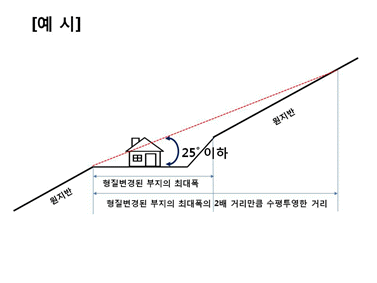 [예 시]
원지반
25° 이하
형질변경된 부지의 최대폭
형질변경된 부지의 최대폭의 2배 거리만큼 수평투영한 거리
원지반